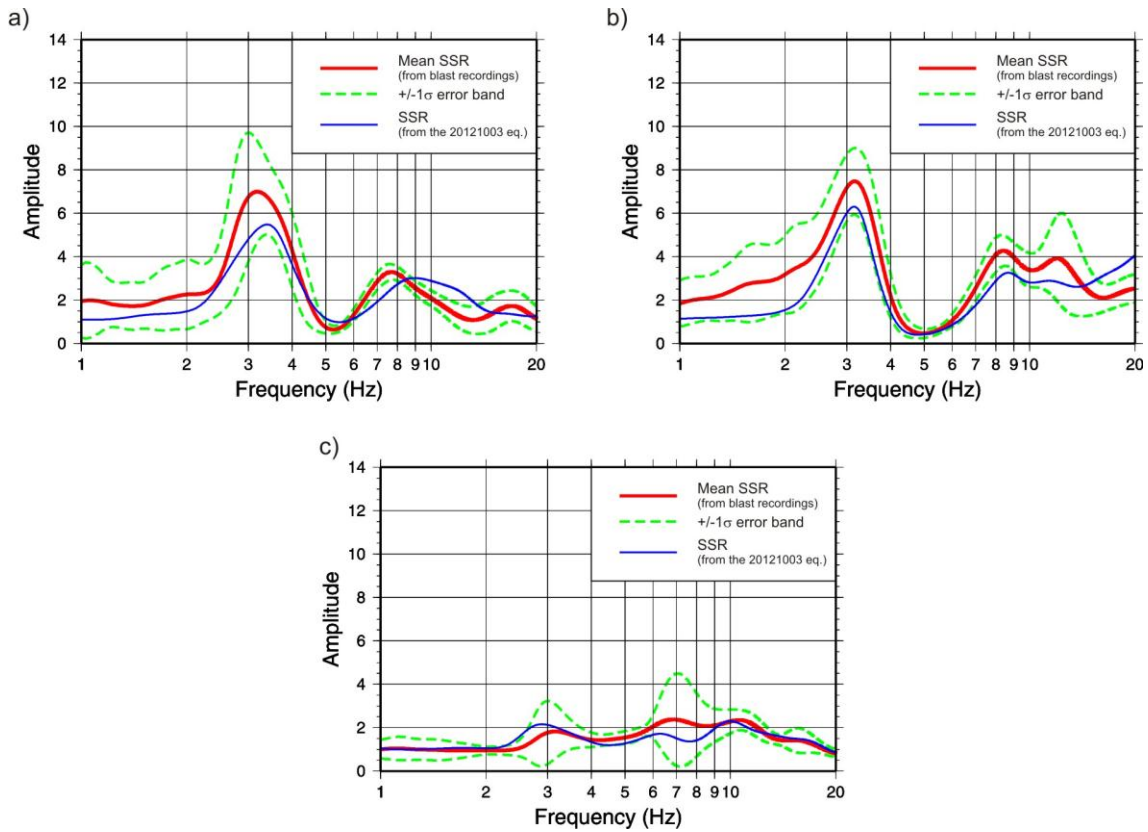 a)
14
12
10
8
6
4
2
0
Amplitude
Mean SSR
(from blast recordings)
+/-1σ error band
SSR
(from the 20121003 eq.)
1 2 3 4 5 6 7 8 9 10 20
Frequency (Hz)
b)
14
12
10
8
6
4
2
0
Amplitude
Mean SSR
(from blast recordings)
+/-1σ error band
SSR
(from the 20121003 eq.)
1 2 3 4 5 6 7 8 9 10 20
Frequency (Hz)
c)
14
12
10
8
6
4
2
0
Amplitude
Mean SSR
(from blast recordings)
+/-1σ error band
SSR
(from the 20121003 eq.)
1 2 3 4 5 6 7 8 9 10 20
Frequency (Hz)